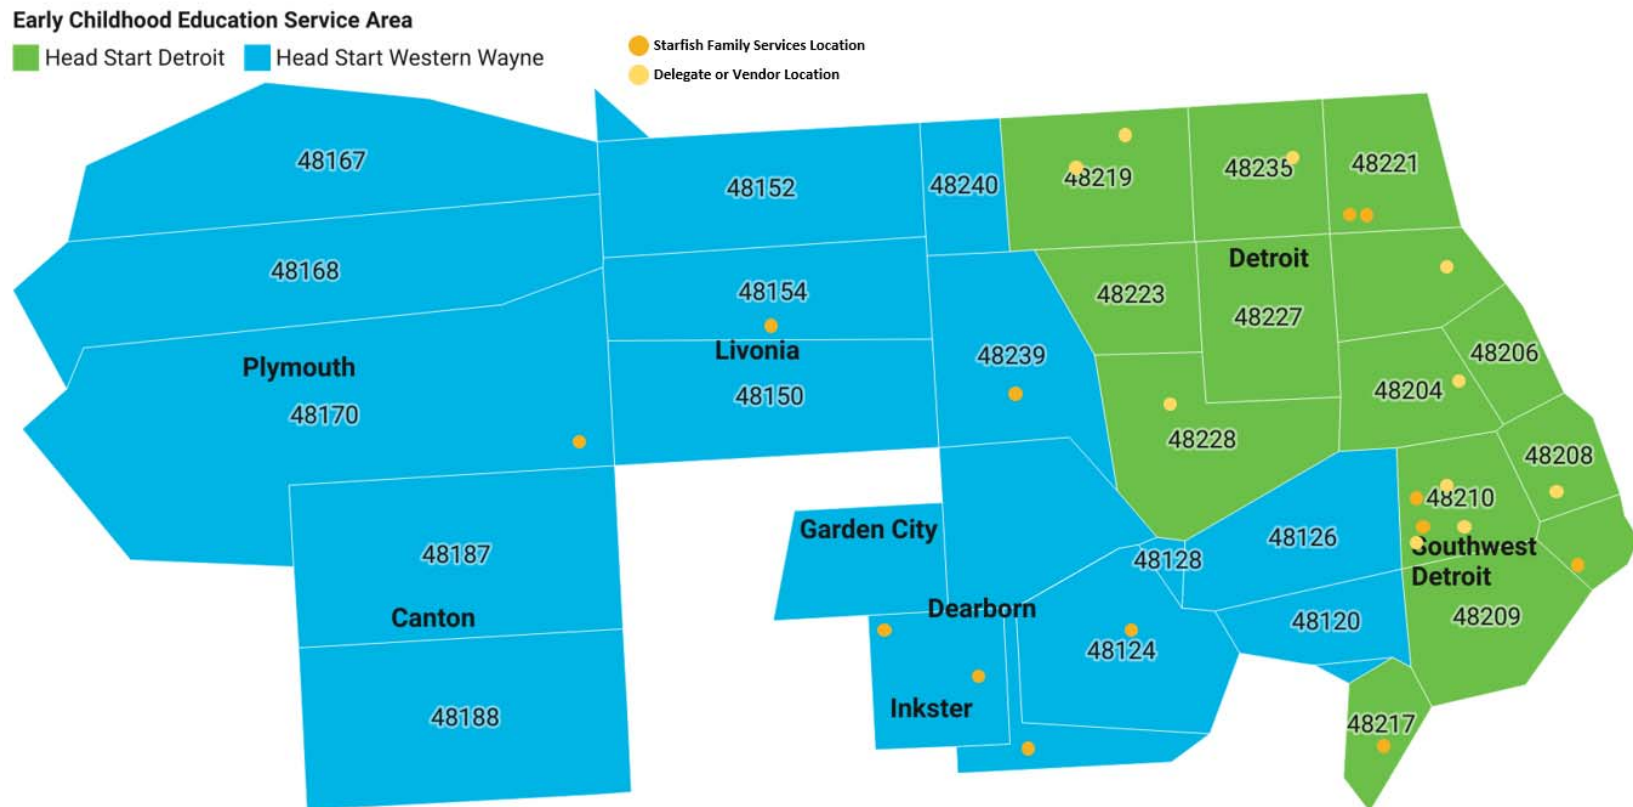 Early Childhood Education Service Area
Head Start Detroit
Head Start Western Wayne
Starfish Family Services Location
Delegate or Vendor Location
48167
48152
48240
48219
48235
48221
48168
48154
48223
Detroit
48227
Plymouth
Livonia
48239
48206
48170
48150
48204
48228
48208
48210
Garden City
48187
48128
48126
Southwest
Detroit
Canton
Dearborn
48124
48120
48209
48188
Inkster
48217